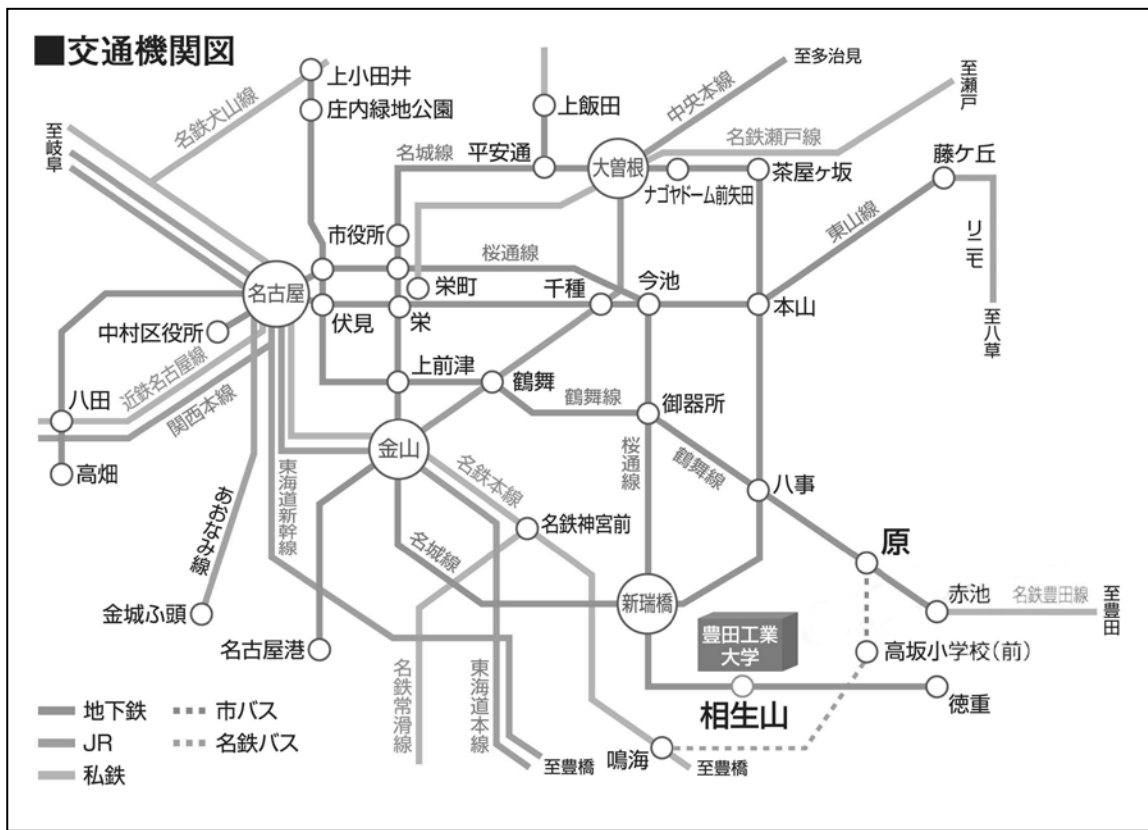 ■交通機関図
上小田井
庄内緑地公園
名鉄犬山線
至岐阜
上飯田
至多治見
中央本線
至瀬戸
名鉄瀬戸線
名城線
平安通
大曽根
ナゴヤドーム前矢田
茶屋ヶ坂
藤ケ丘
東山線
リニモ
至八草
市役所
桜通線
栄町
名古屋
中村区役所
伏見
栄
千種
今池
本山
近鉄名古屋線
関西本線
八田
高畑
上前津
鶴舞
鶴舞線
御器所
金山
桜通線
鶴舞線
八事
あおなみ線
東海道新幹線
名鉄本線
名鉄神宮前
原
名城線
新瑞橋
赤池
名鉄豊田線
至豊田
金城ふ頭
名古屋港
豊田工業
大学
高坂小学校(前)
名鉄常滑線
東海道本線
相生山
徳重
鳴海
至豊橋
至豊橋
地下鉄
市バス
JR
名鉄バス
私鉄